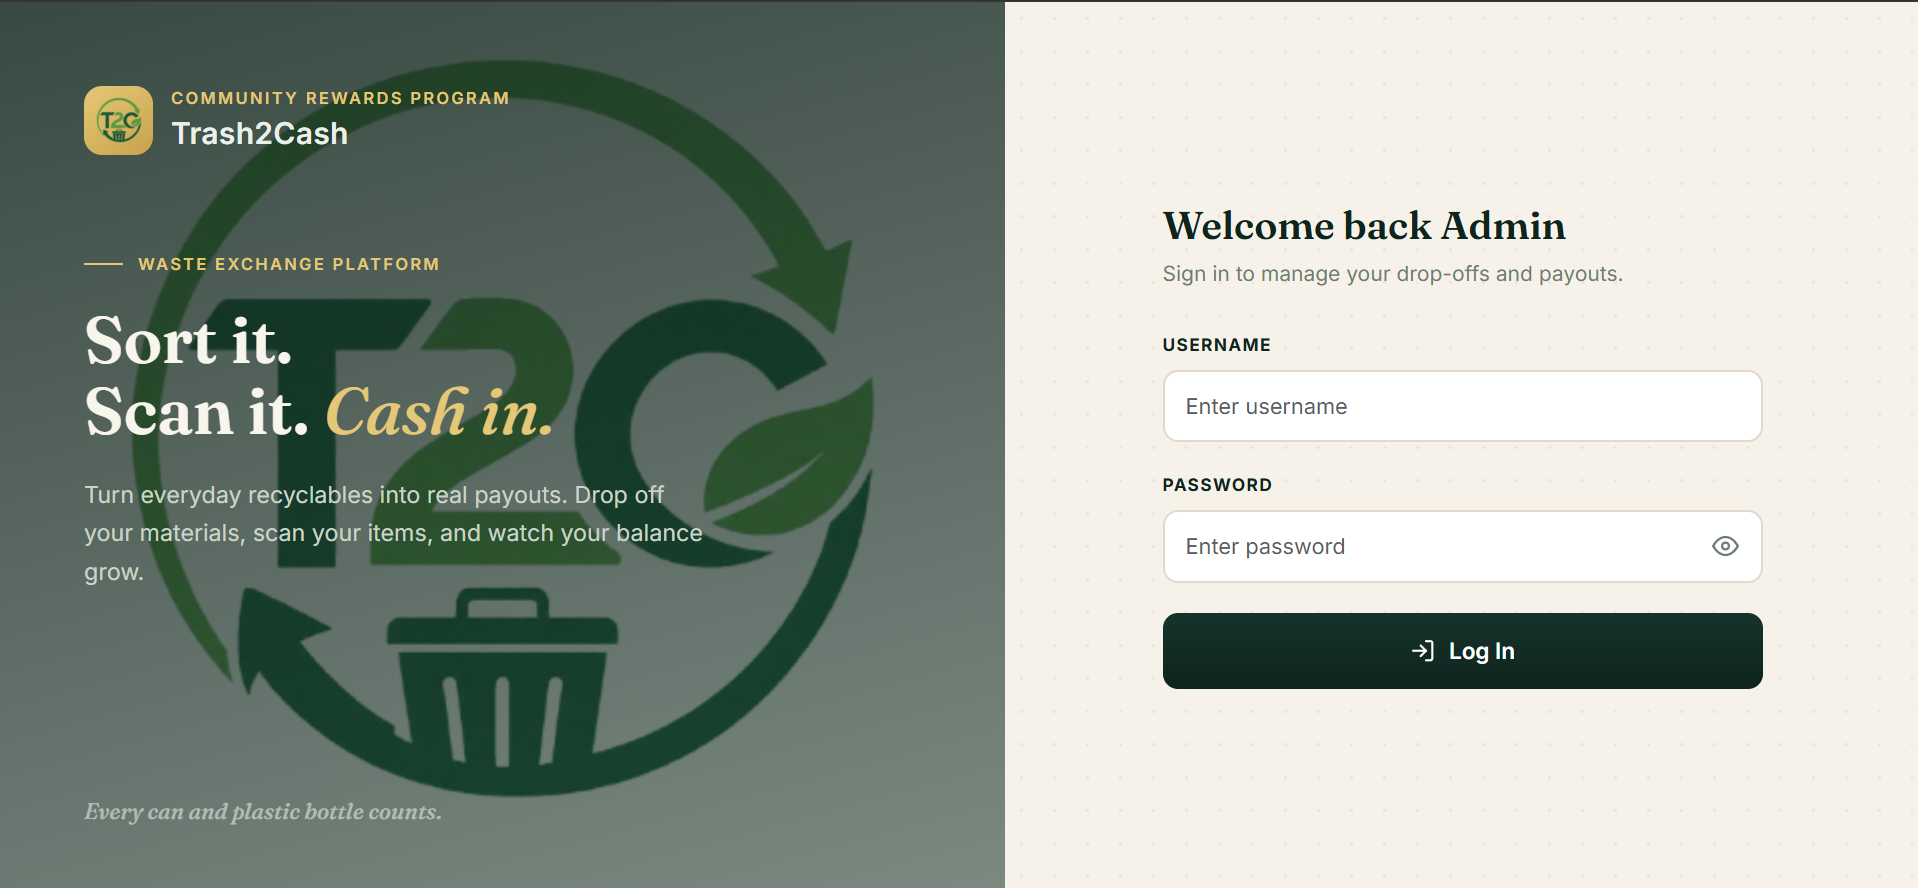 COMMUNITY REWARDS PROGRAM
T2C
Trash2Cash
WASTE EXCHANGE PLATFORM
T2C
Sort it.
Scan it. Cash in.
Turn everyday recyclables into real payouts. Drop off
your materials, scan your items, and watch your balance
grow.
Every can and plastic bottle counts.
Welcome back Admin
Sign in to manage your drop-offs and payouts.
USERNAME
Enter username
PASSWORD
Enter password
Log In